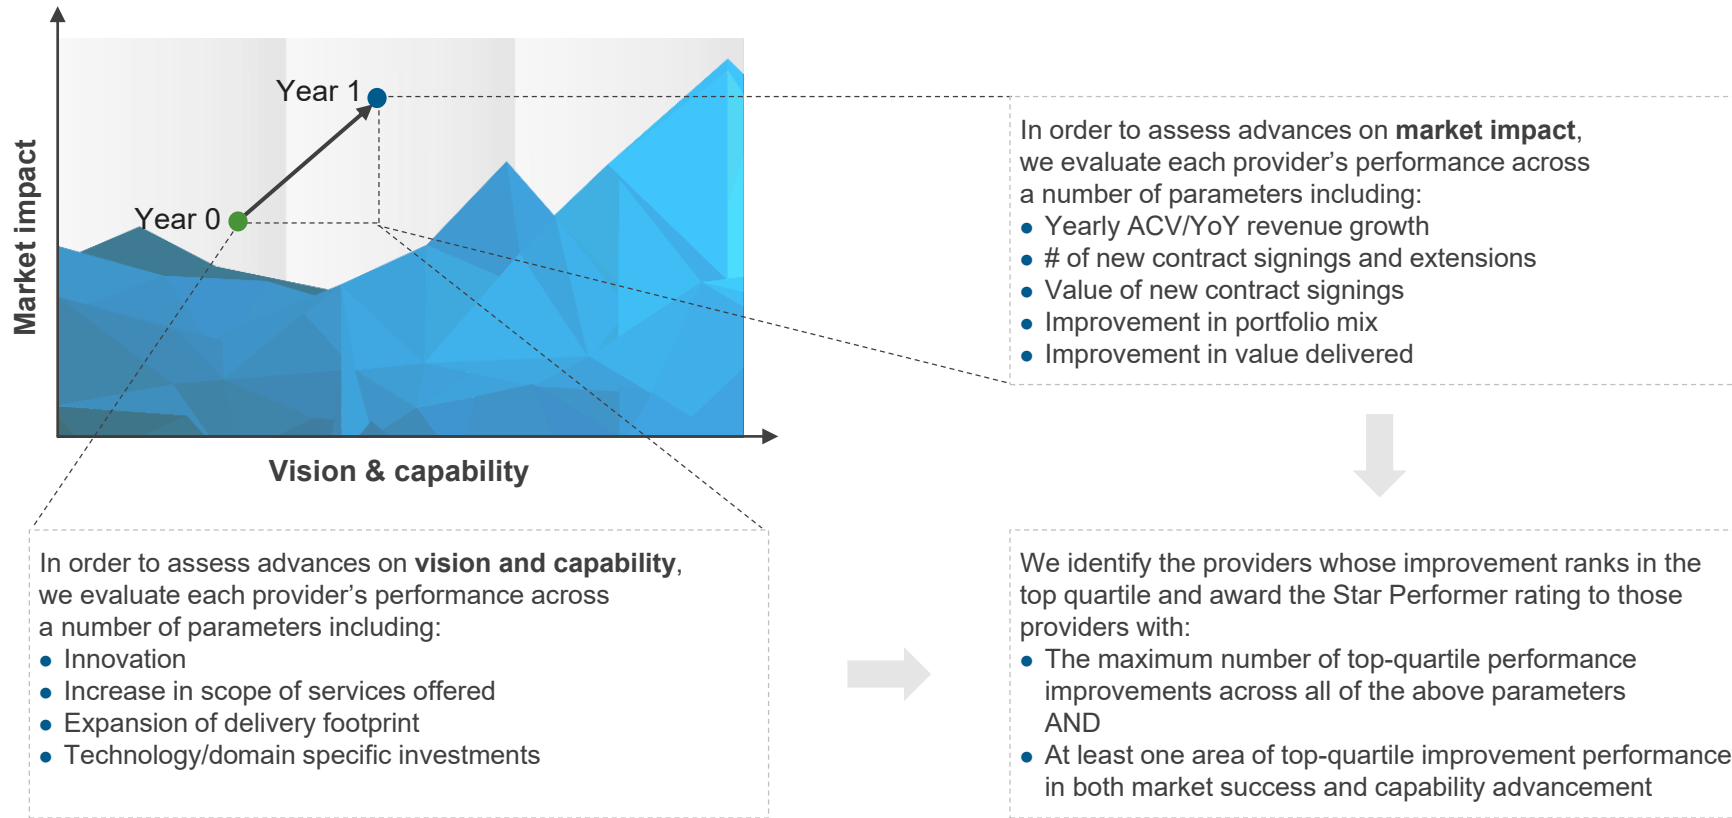 Year 1
Year 0
Market impact
Vision & capability
In order to assess advances on market impact,
we evaluate each provider’s performance across
a number of parameters including:
● Yearly ACV/YoY revenue growth
● # of new contract signings and extensions
● Value of new contract signings
● Improvement in portfolio mix
● Improvement in value delivered
In order to assess advances on vision and capability,
we evaluate each provider’s performance across
a number of parameters including:
● Innovation
● Increase in scope of services offered
● Expansion of delivery footprint
● Technology/domain specific investments
We identify the providers whose improvement ranks in the
top quartile and award the Star Performer rating to those
providers with:
● The maximum number of top-quartile performance
improvements across all of the above parameters
AND
● At least one area of top-quartile improvement performance
in both market success and capability advancement